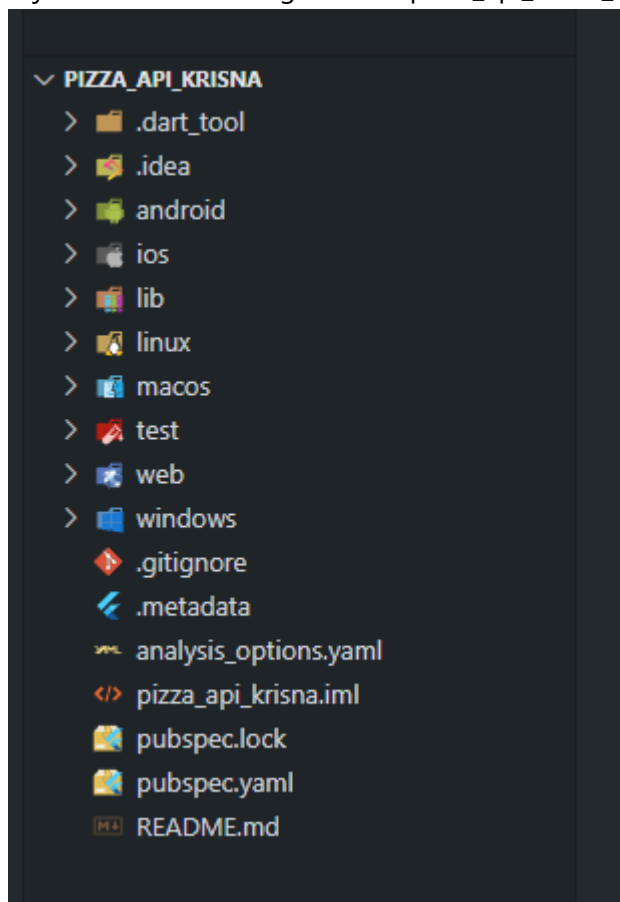 PIZZA_API_KRISNA
.dart_tool
.idea
android
ios
lib
linux
macos
test
web
windows
.gitignore
.metadata
analysis_options.yaml
pizza_api_krisna.iml
pubspec.lock
pubspec.yaml
README.md